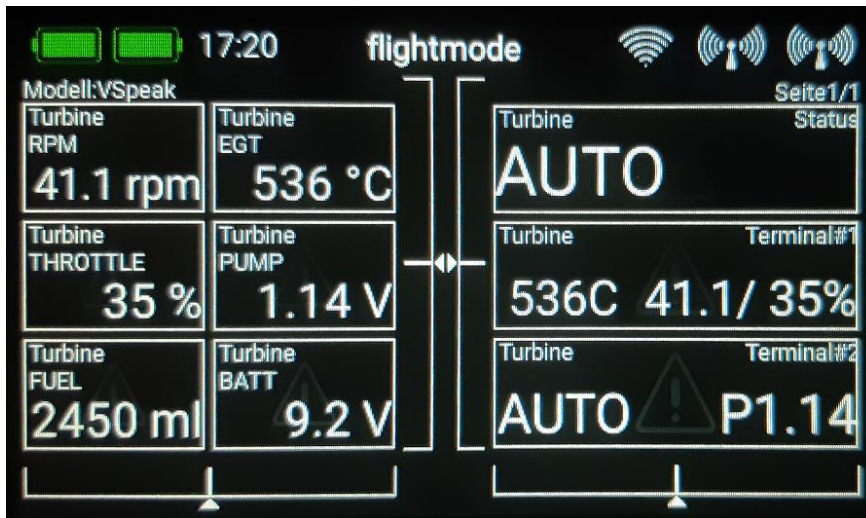 17:20 flightmode
Modell:VSpeak
Seite1/1
Turbine
RPM
41.1 rpm
Turbine
EGT
536 °C
Turbine Status
AUTO
Turbine
THROTTLE
35 %
Turbine
PUMP
1.14 V
Turbine Terminal#1
536C 41.1/ 35%
Turbine
FUEL
2450 ml
Turbine
BATT
9.2 V
Turbine Terminal#2
AUTO P1.14